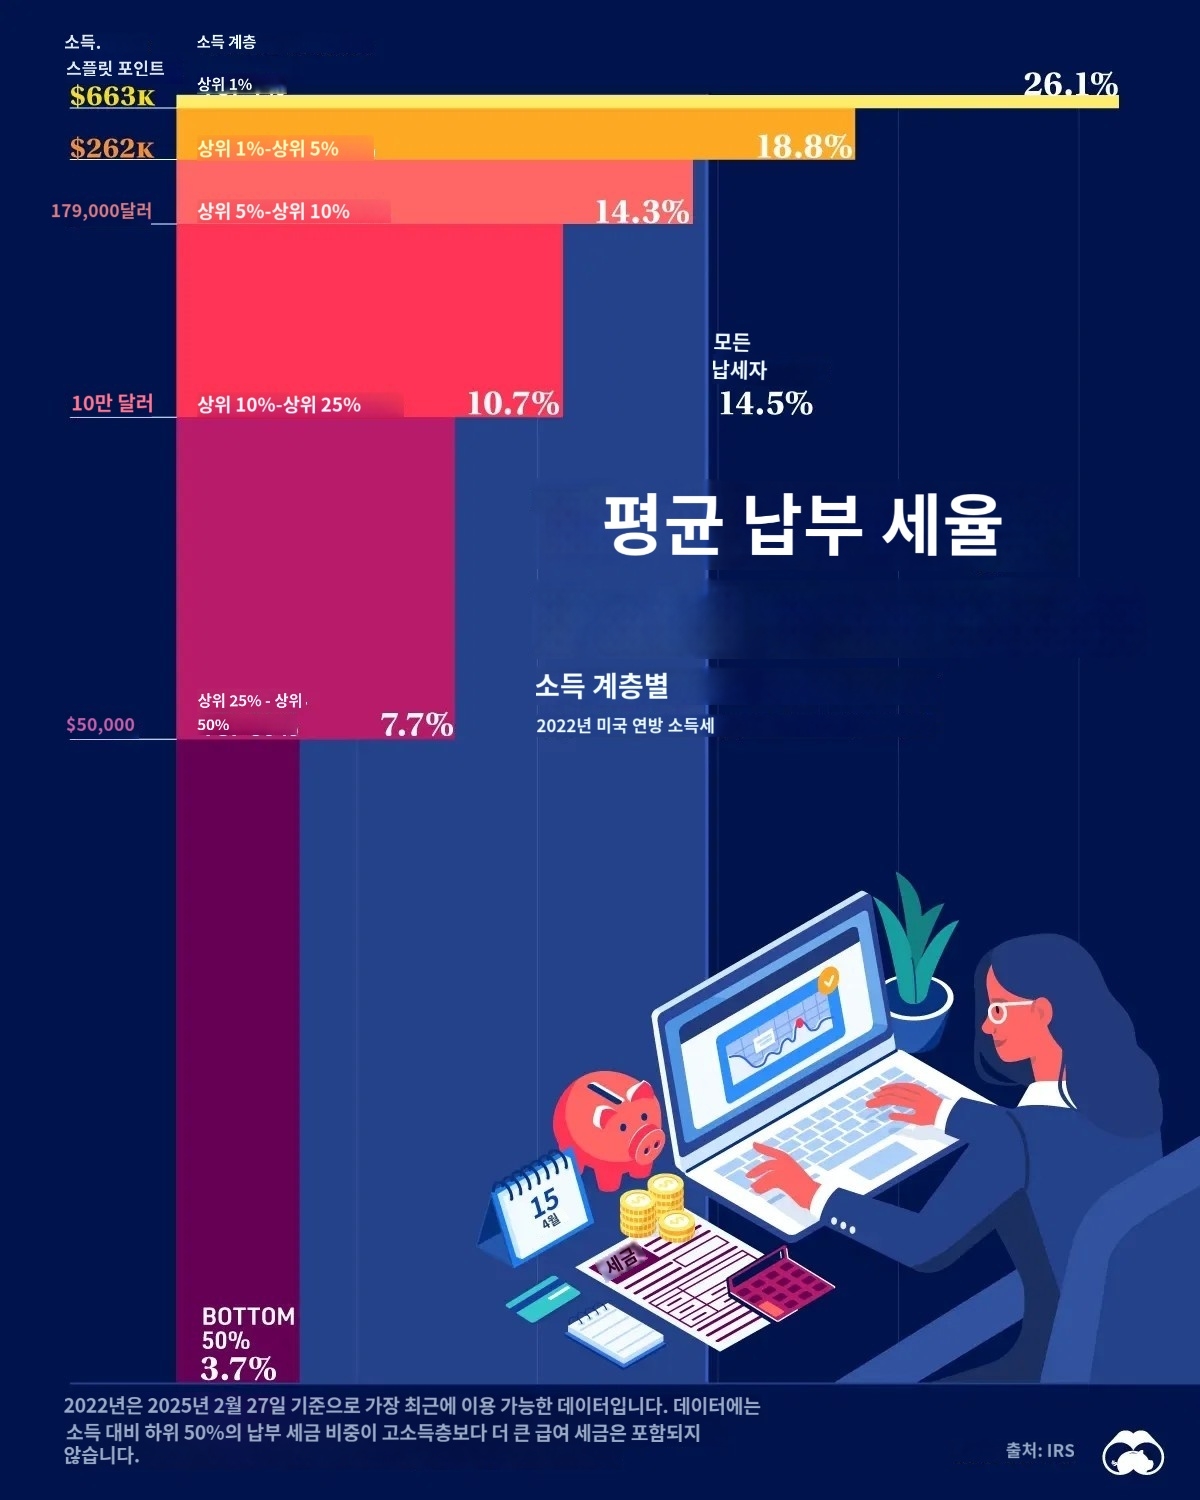 소득.
스플릿 포인트
소득 계층
$663K
상위 1%
26.1%
$262K
상위 1%-상위 5%
18.8%
179,000달러
상위 5%-상위 10%
14.3%
모든
납세자
14.5%
10만 달러
상위 10%-상위 25%
10.7%
평균 납부 세율
소득 계층별
2022년 미국 연방 소득세
$50,000
상위 25% - 상위
50%
7.7%
15
4월
세금
BOTTOM
50%
3.7%
2022년은 2025년 2월 27일 기준으로 가장 최근에 이용 가능한 데이터입니다. 데이터에는
소득 대비 하위 50%의 납부 세금 비중이 고소득층보다 더 큰 급여 세금은 포함되지
않습니다.
출처: IRS